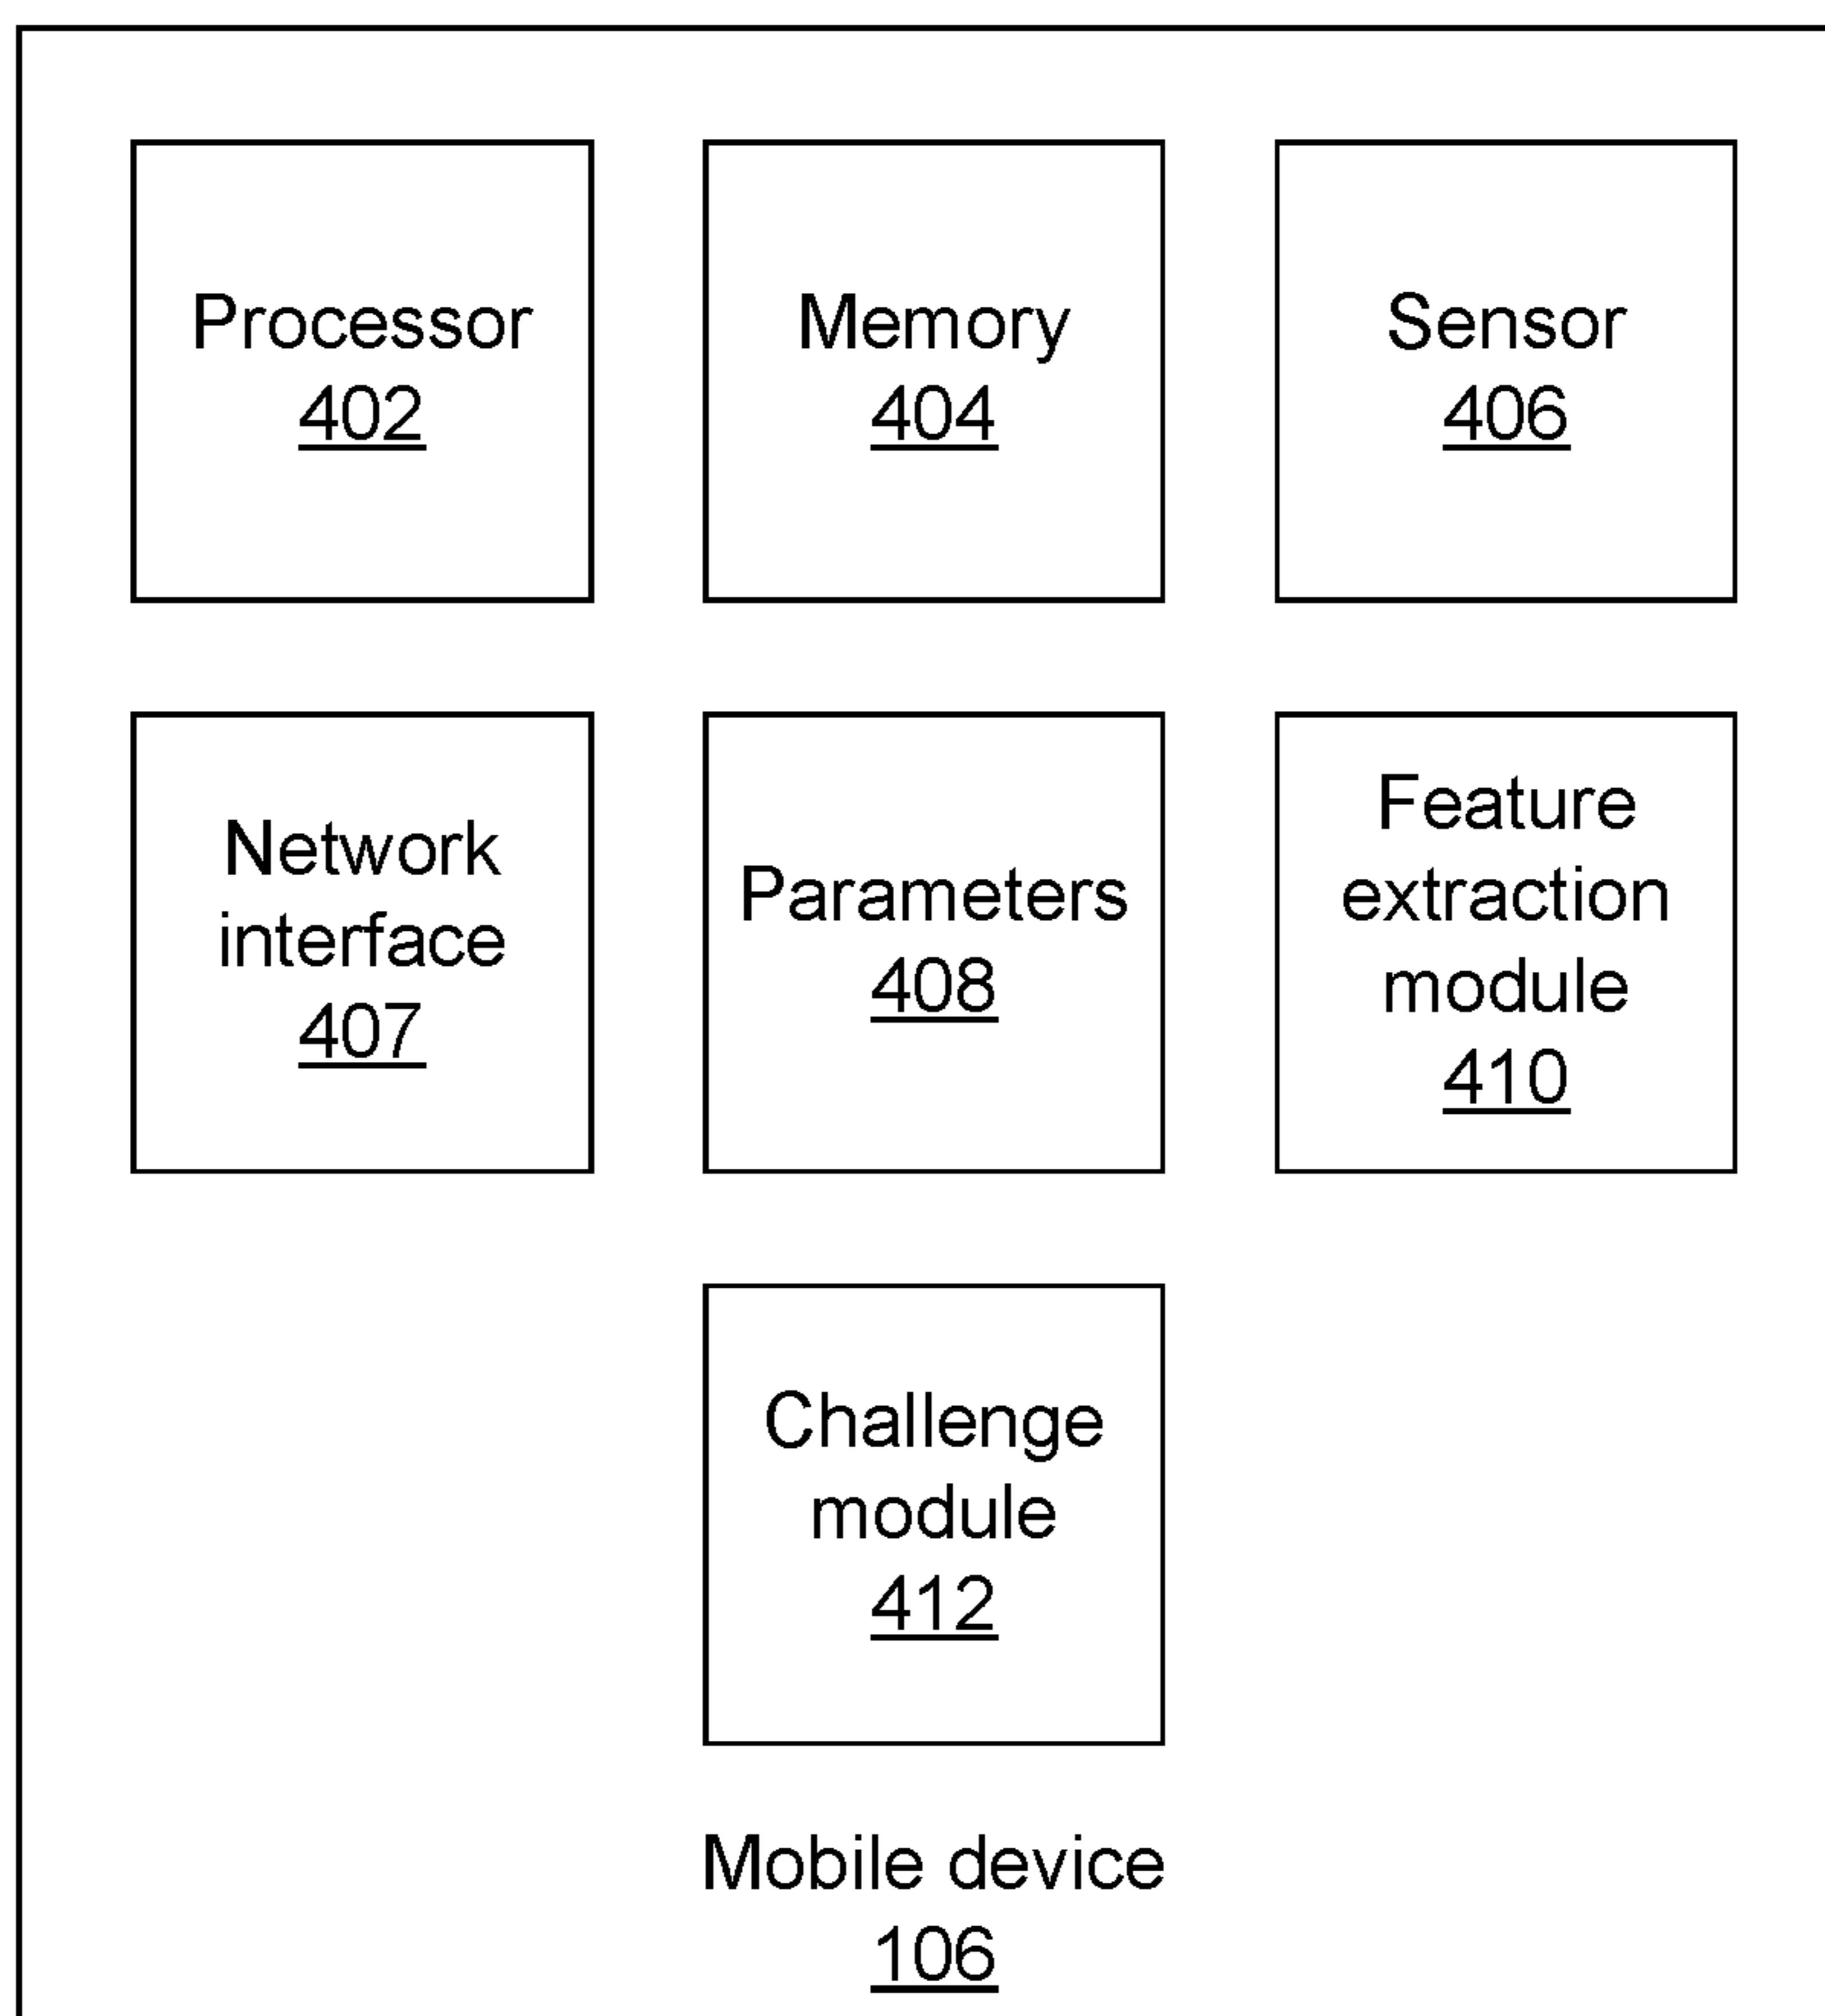 Processor
402
Memory
404
Sensor
406
Network
interface
407
Parameters
408
Feature
extraction
module
410
Challenge
module
412
Mobile device
106